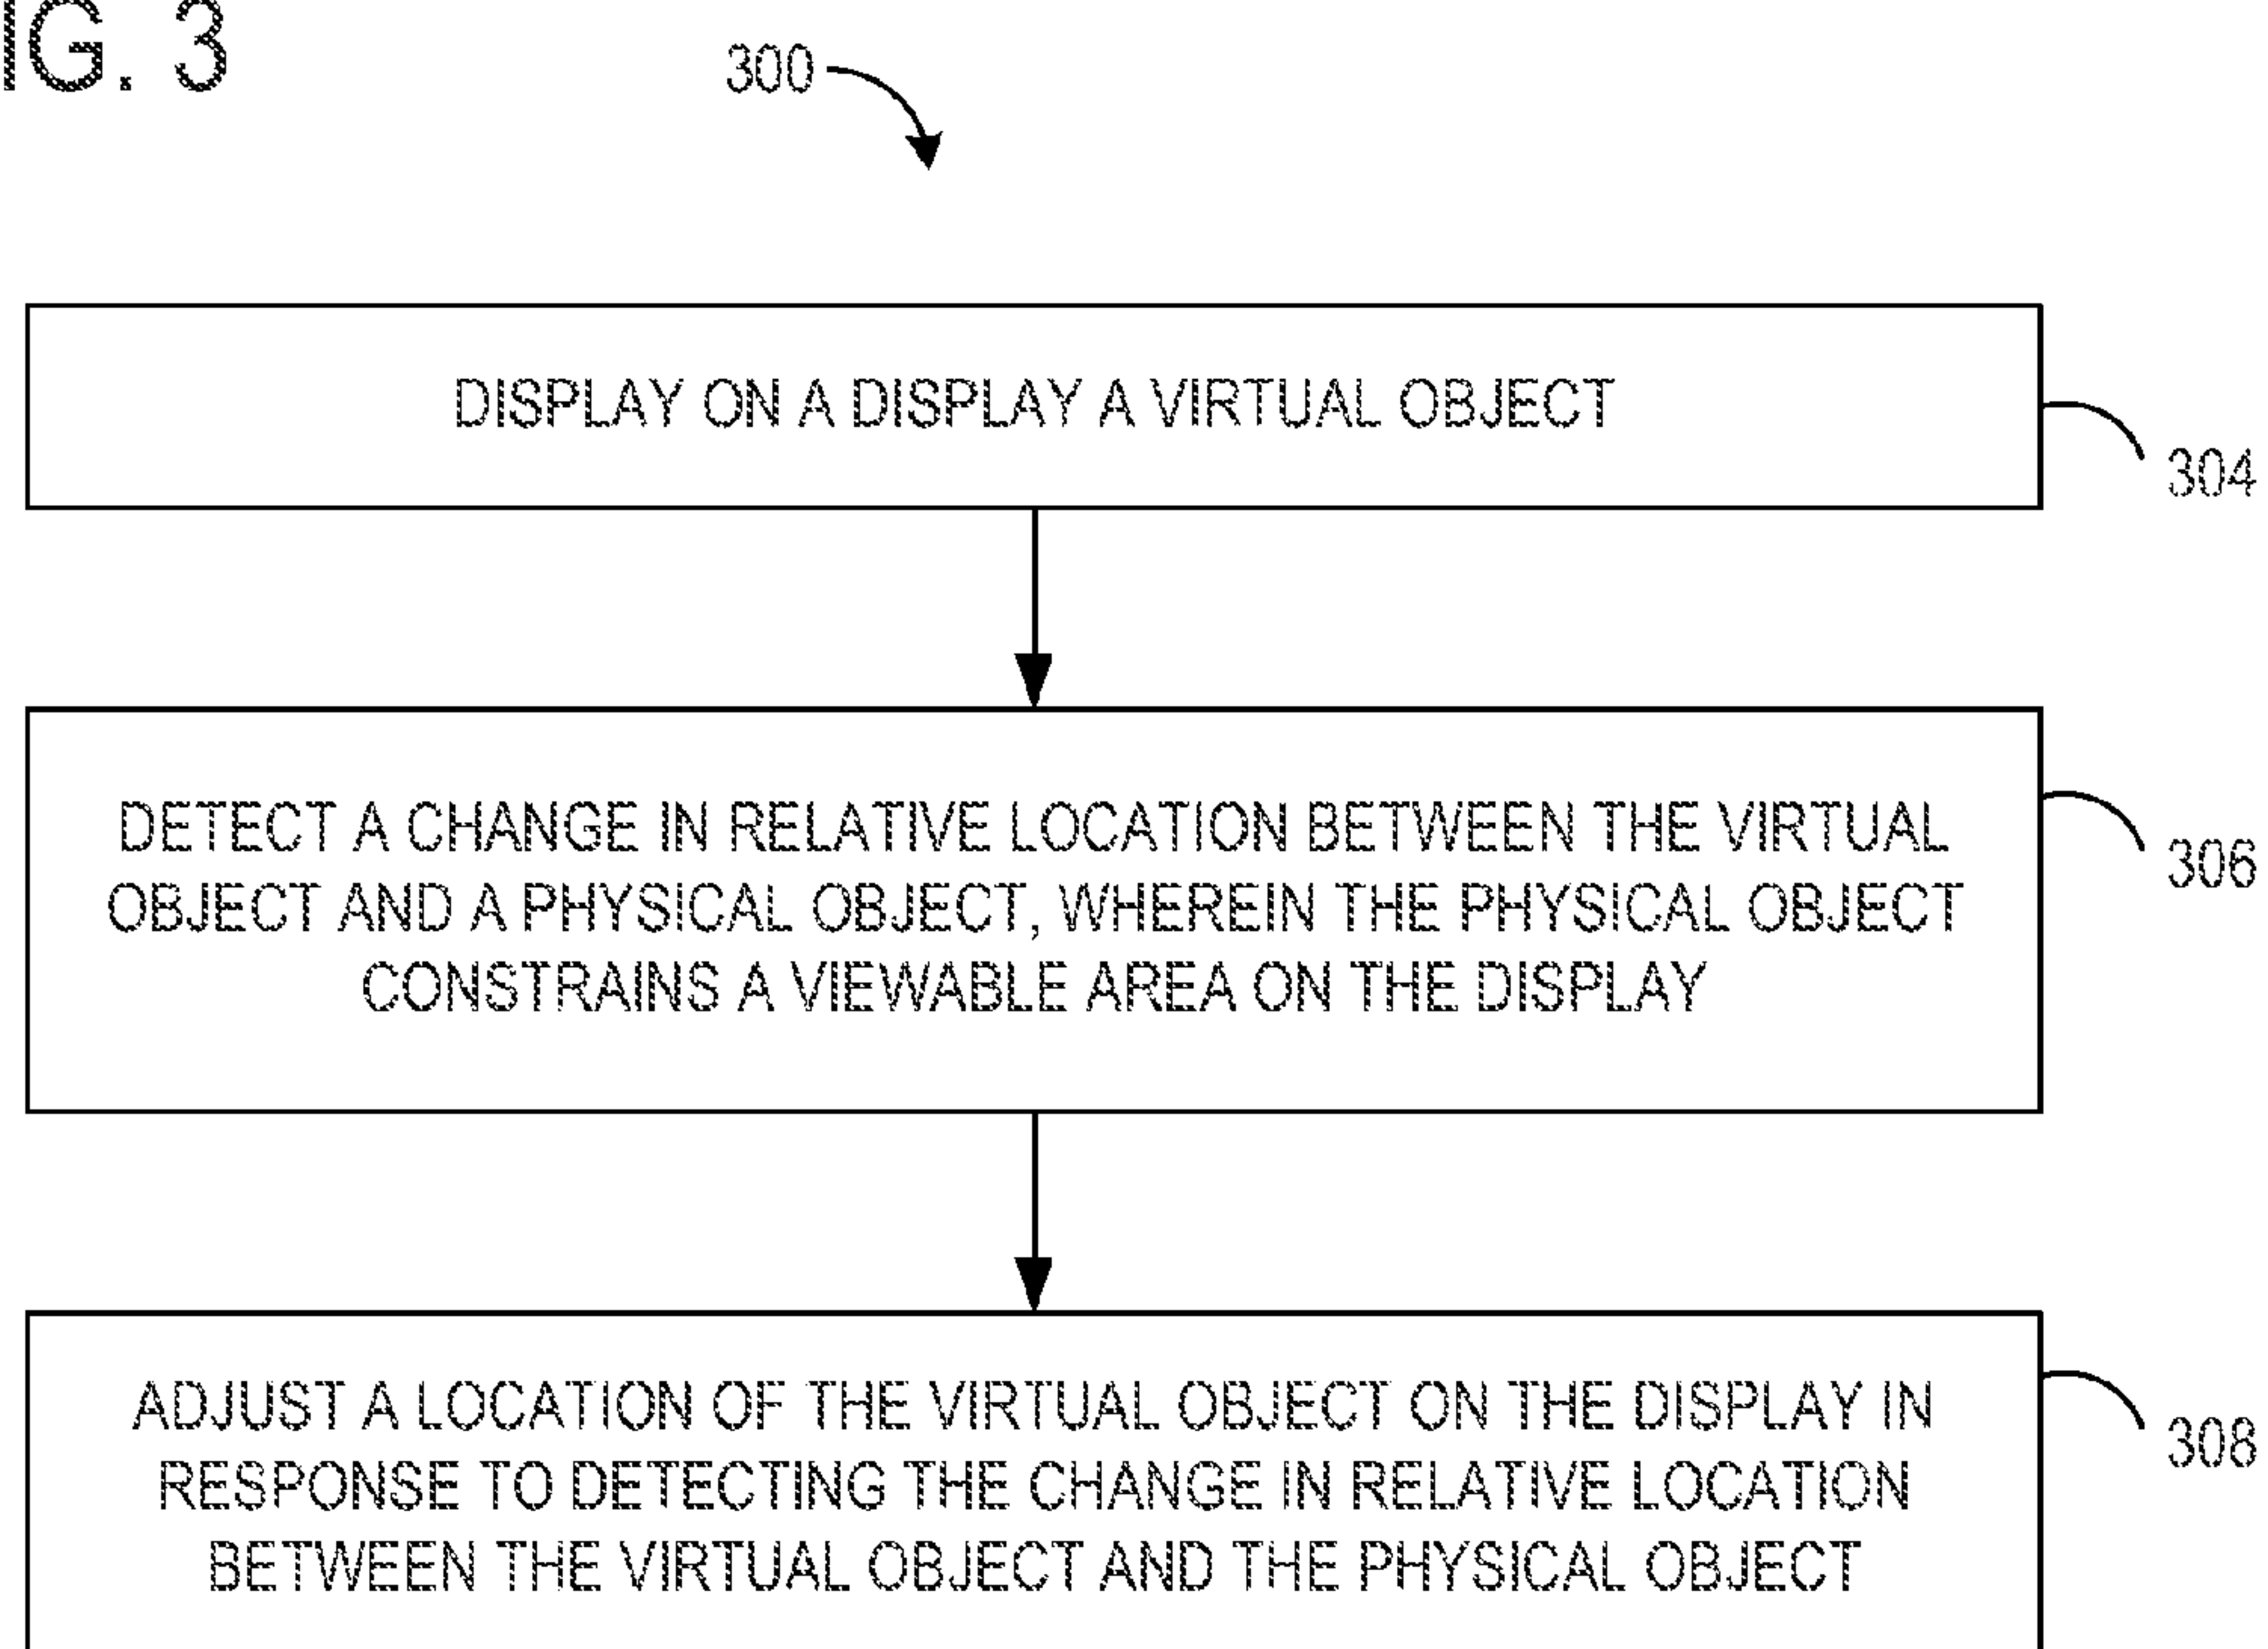 IG. 3
300
DISPLAY ON A DISPLAY A VIRTUAL OBJECT
304
DETECT A CHANGE IN RELATIVE LOCATION BETWEEN THE VIRTUAL
OBJECT AND A PHYSICAL OBJECT, WHEREIN THE PHYSICAL OBJECT
CONSTRAINS A VIEWABLE AREA ON THE DISPLAY
306
ADJUST A LOCATION OF THE VIRTUAL OBJECT ON THE DISPLAY IN
RESPONSE TO DETECTING THE CHANGE IN RELATIVE LOCATION
BETWEEN THE VIRTUAL OBJECT AND THE PHYSICAL OBJECT
308